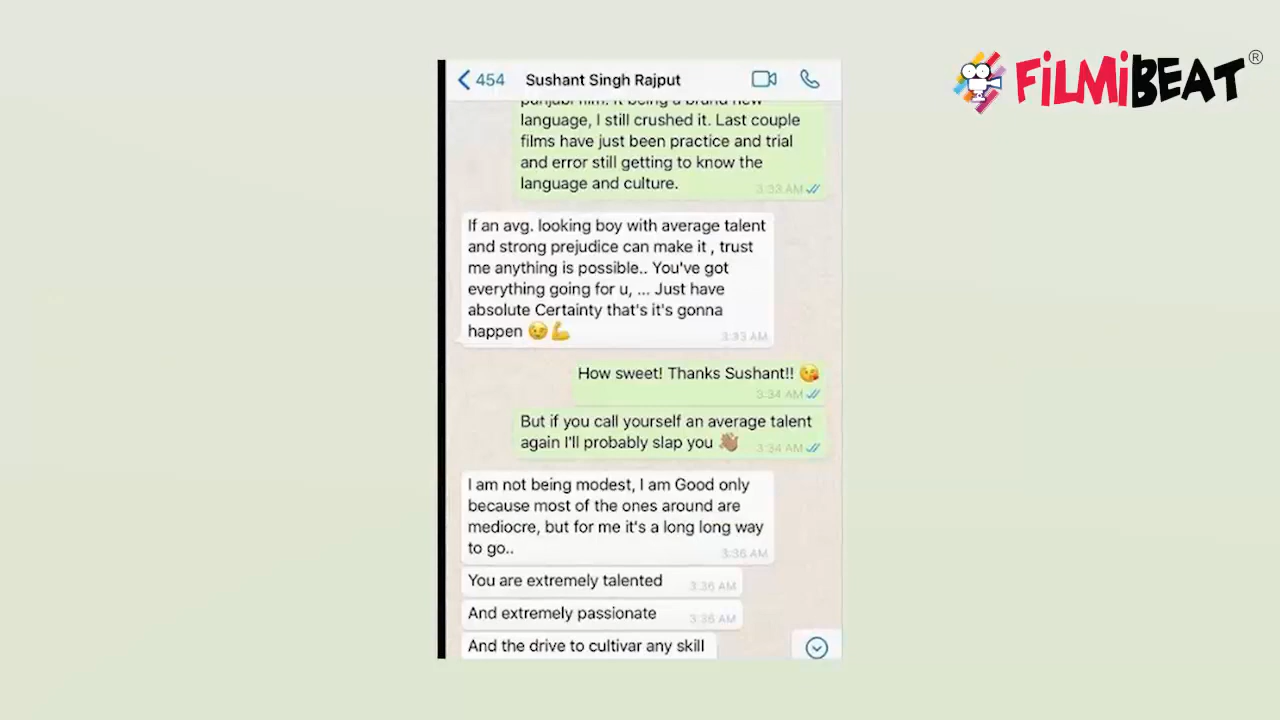 FiLMiBEAT®
454 Sushant Singh Rajput
punjabi film. It being a brand new
language, I still crushed it. Last couple
films have just been practice and trial
and error still getting to know the
language and culture.
3:33 AM
If an avg. looking boy with average talent
and strong prejudice can make it , trust
me anything is possible.. You've got
everything going for u, ... Just have
absolute Certainty that's it's gonna
happen 😉💪
3:33 AM
How sweet! Thanks Sushant!! 😘
3:34 AM
But if you call yourself an average talent
again I'll probably slap you 👋🏽
3:34 AM
I am not being modest, I am Good only
because most of the ones around are
mediocre, but for me it's a long long way
to go..
3:36 AM
You are extremely talented 3:36 AM
And extremely passionate 3:36 AM
And the drive to cultivar any skill